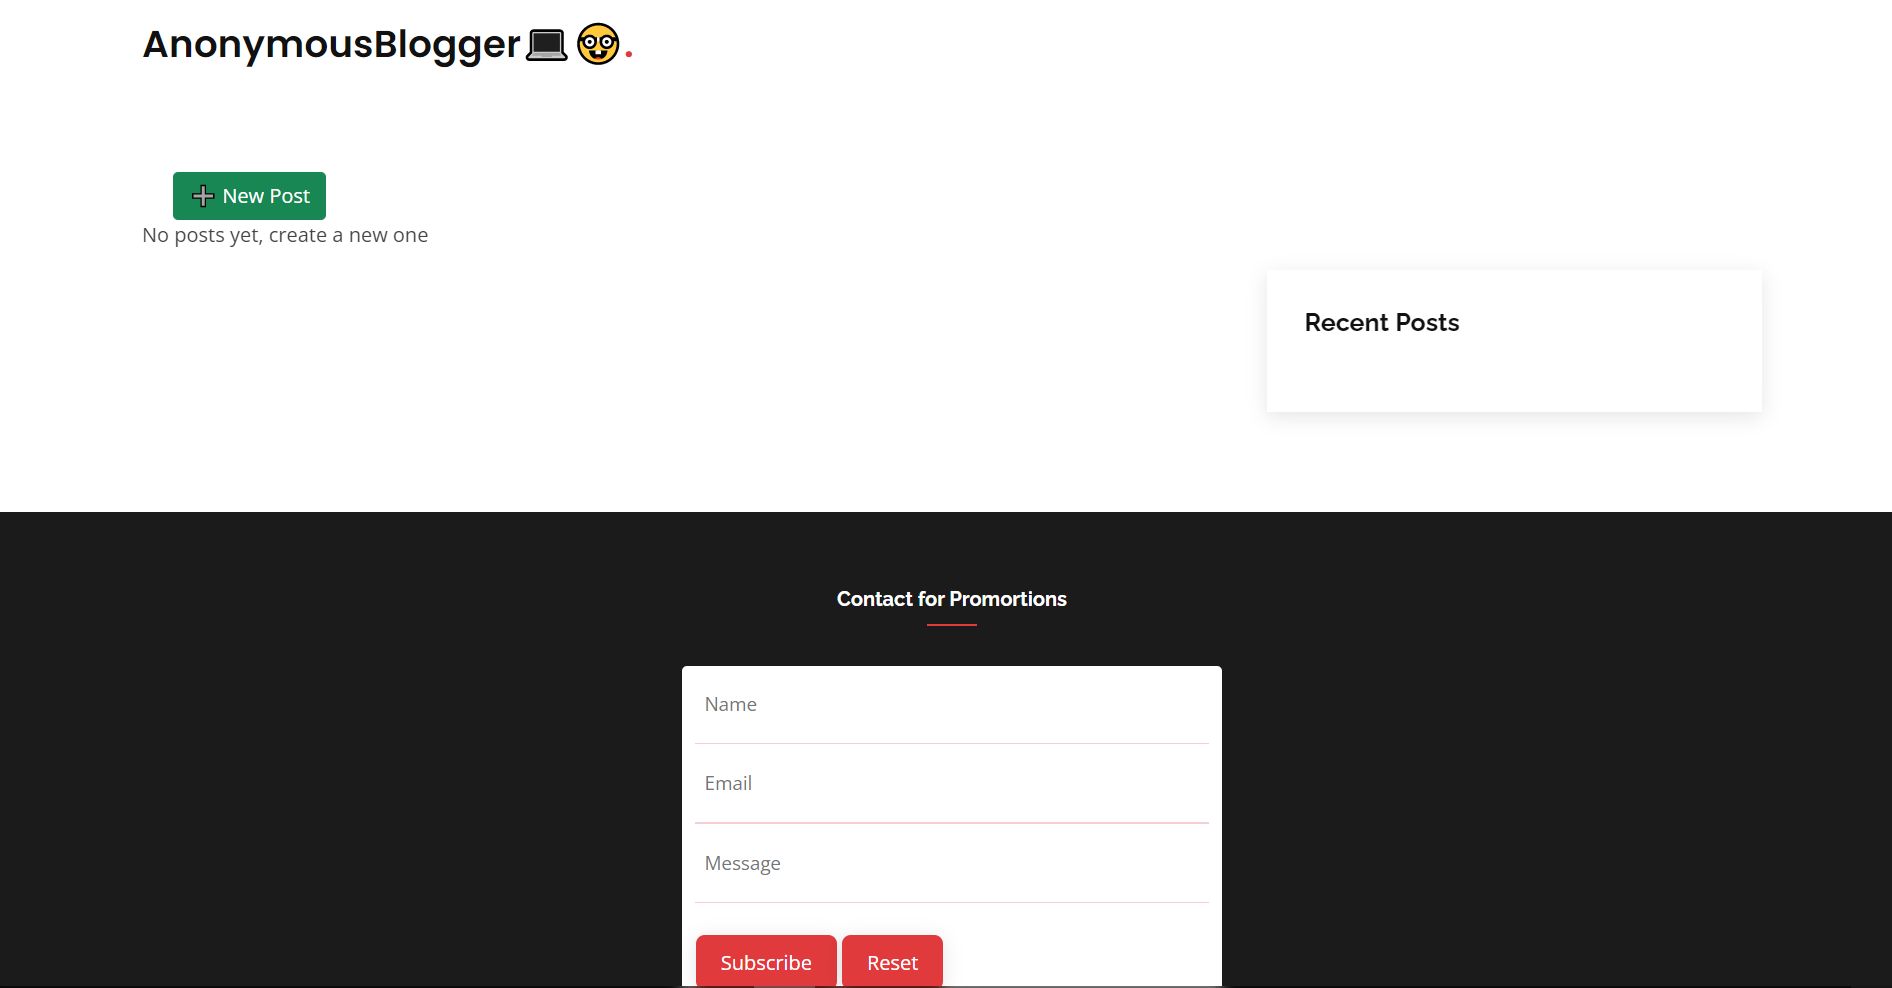 AnonymousBlogger💻 🤓.
➕ New Post
No posts yet, create a new one
Recent Posts
Contact for Promortions
Name
Email
Message
Subscribe Reset